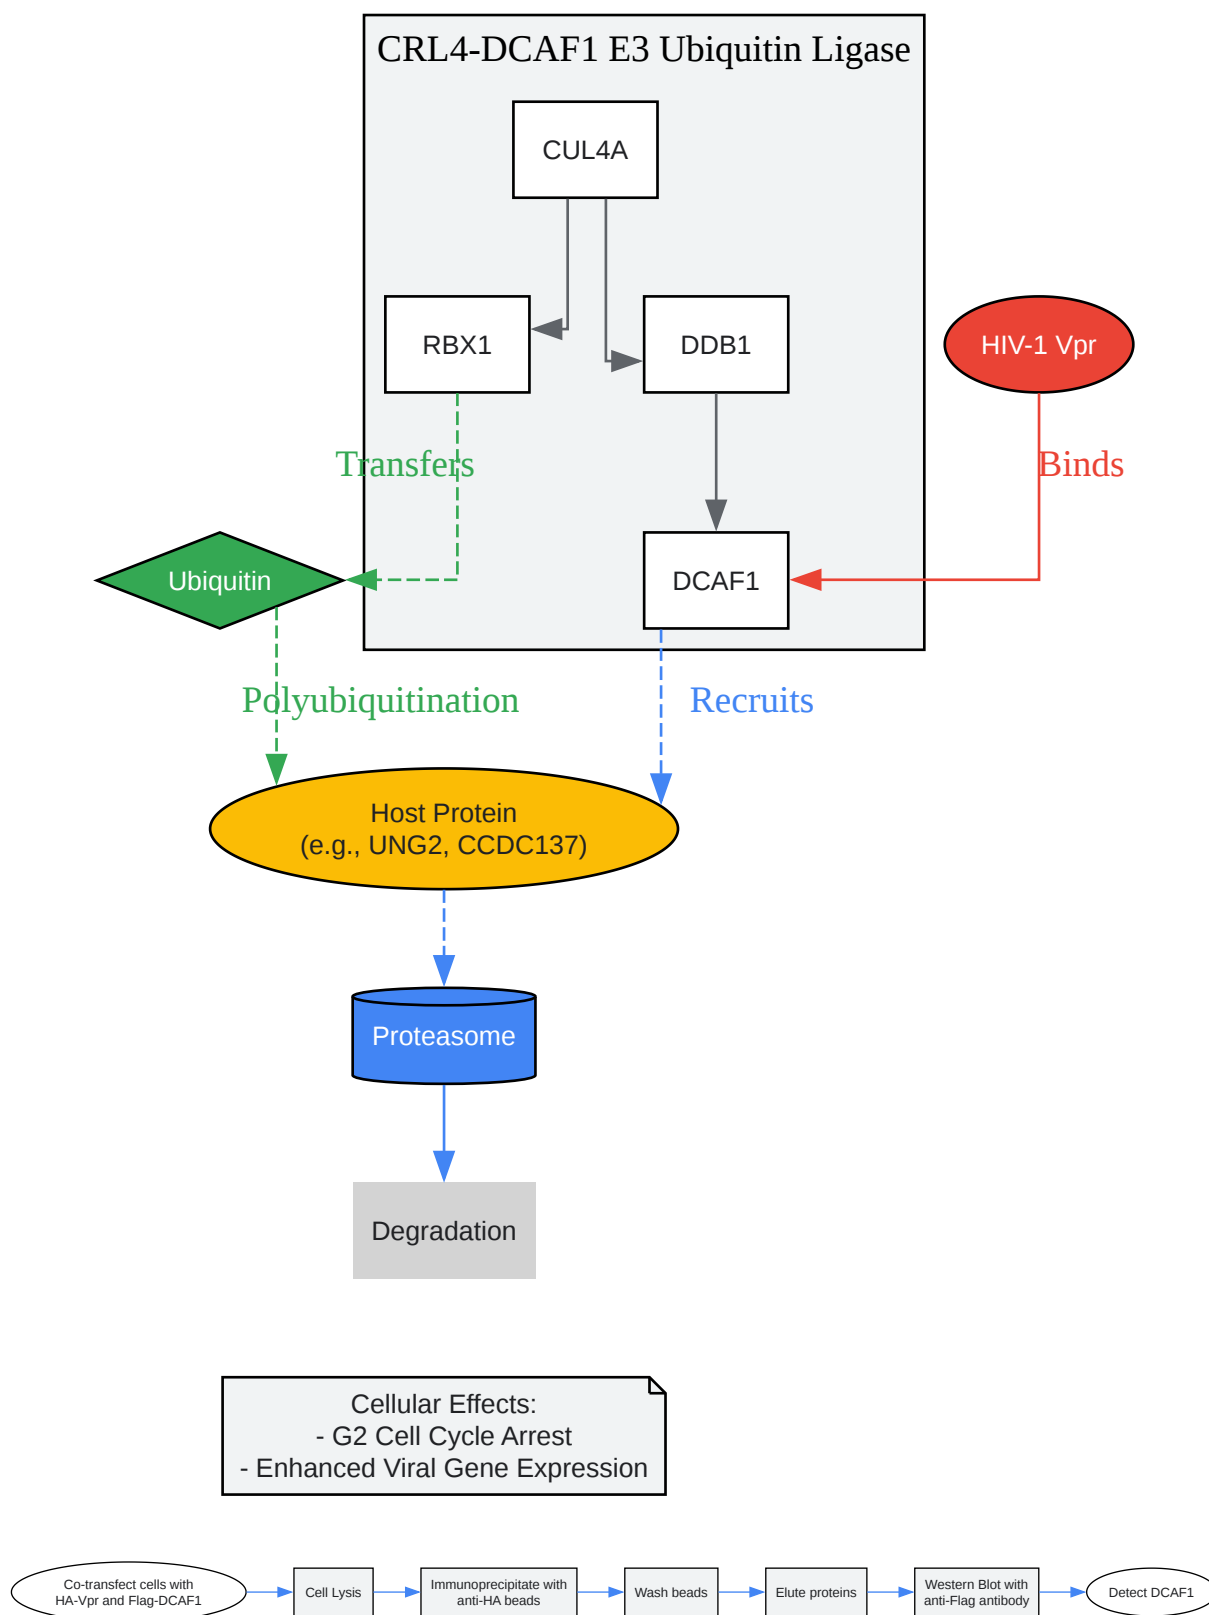 CRL4-DCAF1 E3 Ubiquitin Ligase
CUL4A
RBX1
DDB1
HIV-1 Vpr
Transfers
Binds
Ubiquitin
DCAF1
Polyubiquitination
Recruits
Host Protein
(e.g., UNG2, CCDC137)
Proteasome
Degradation
Cellular Effects:
- G2 Cell Cycle Arrest
- Enhanced Viral Gene Expression
Co-transfect cells with
HA-Vpr and Flag-DCAF1
Cell Lysis
Immunoprecipitate with
anti-HA beads
Wash beads
Elute proteins
Western Blot with
anti-Flag antibody
Detect DCAF1